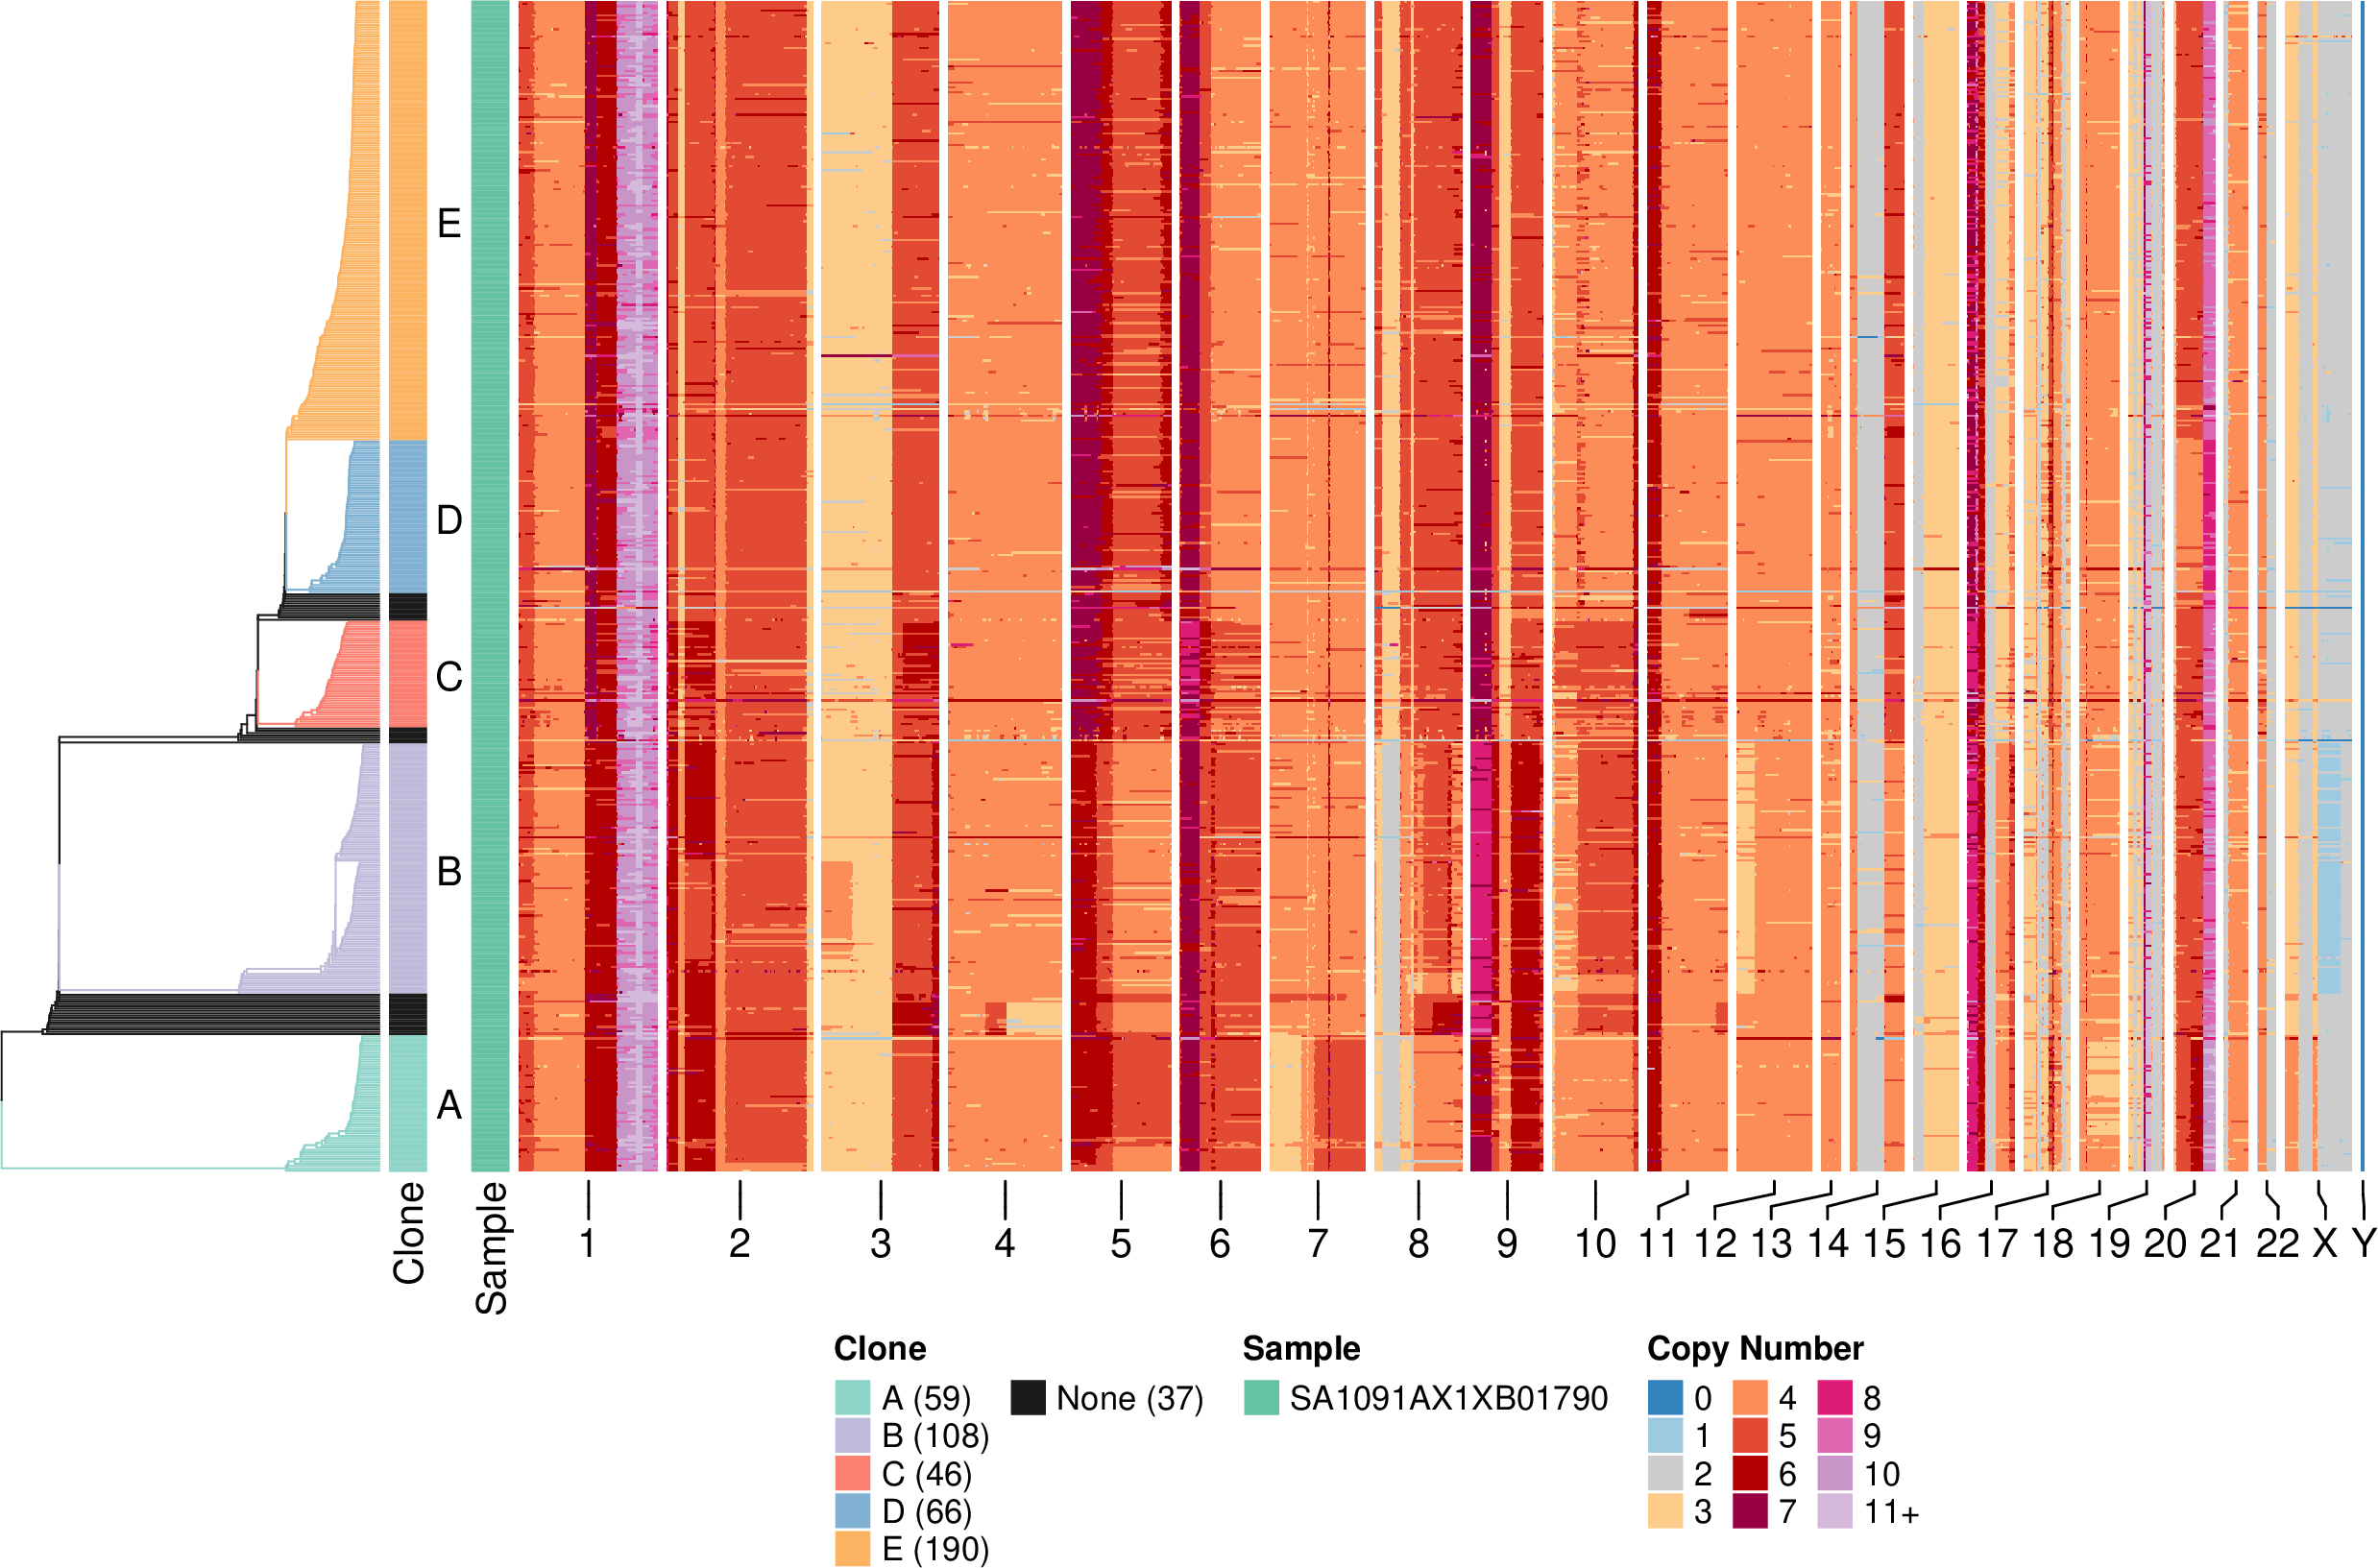 E
D
C
B
A
Clone
Sample
1 2 3 4 5 6 7 8 9 10 11 12 13 14 15 16 17 18 19 20 21 22 X Y
Clone
A (59)
B (108)
C (46)
D (66)
E (190)
None (37)
Sample
SA1091AX1XB01790
Copy Number
0
1
2
3
4
5
6
7
8
9
10
11+